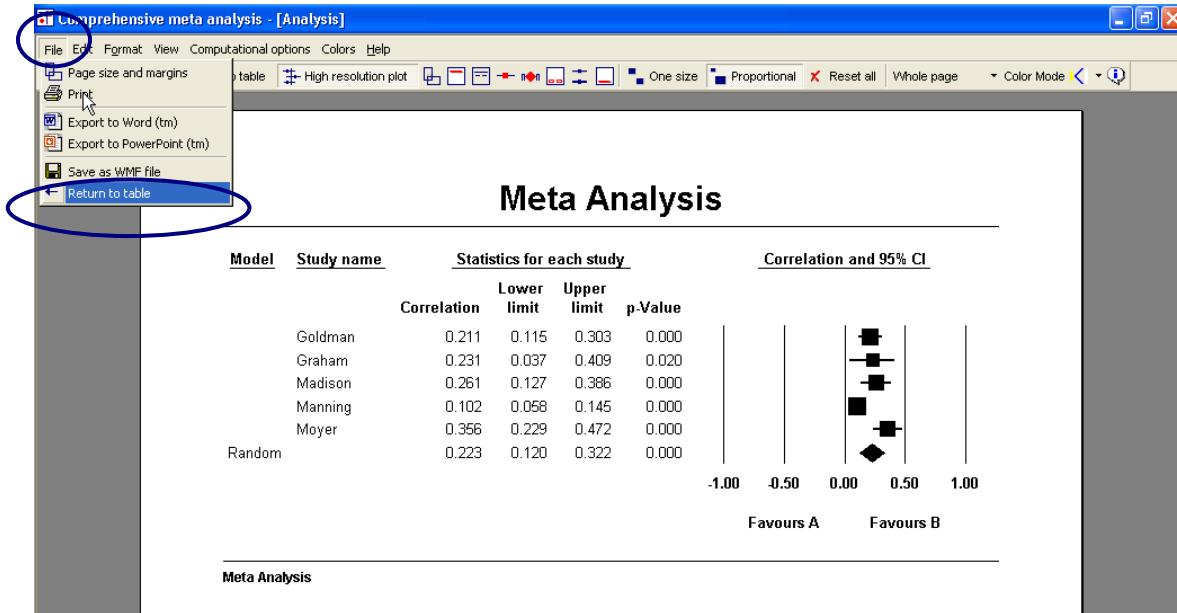 Comprehensive meta analysis - [Analysis]
File Edit Format View Computational options Colors Help
table High resolution plot One size Proportional Reset all Whole page Color Mode
Page size and margins
Print
Export to Word (tm)
Export to PowerPoint (tm)
Save as WMF file
Return to table
Meta Analysis
Model Study name Statistics for each study Correlation and 95% CI
Lower Upper
Correlation limit limit p-Value
Goldman 0.211 0.115 0.303 0.000
Graham 0.231 0.037 0.409 0.020
Madison 0.261 0.127 0.386 0.000
Manning 0.102 0.058 0.145 0.000
Moyer 0.356 0.229 0.472 0.000
Random 0.223 0.120 0.322 0.000
-1.00 -0.50 0.00 0.50 1.00
Favours A Favours B
Meta Analysis